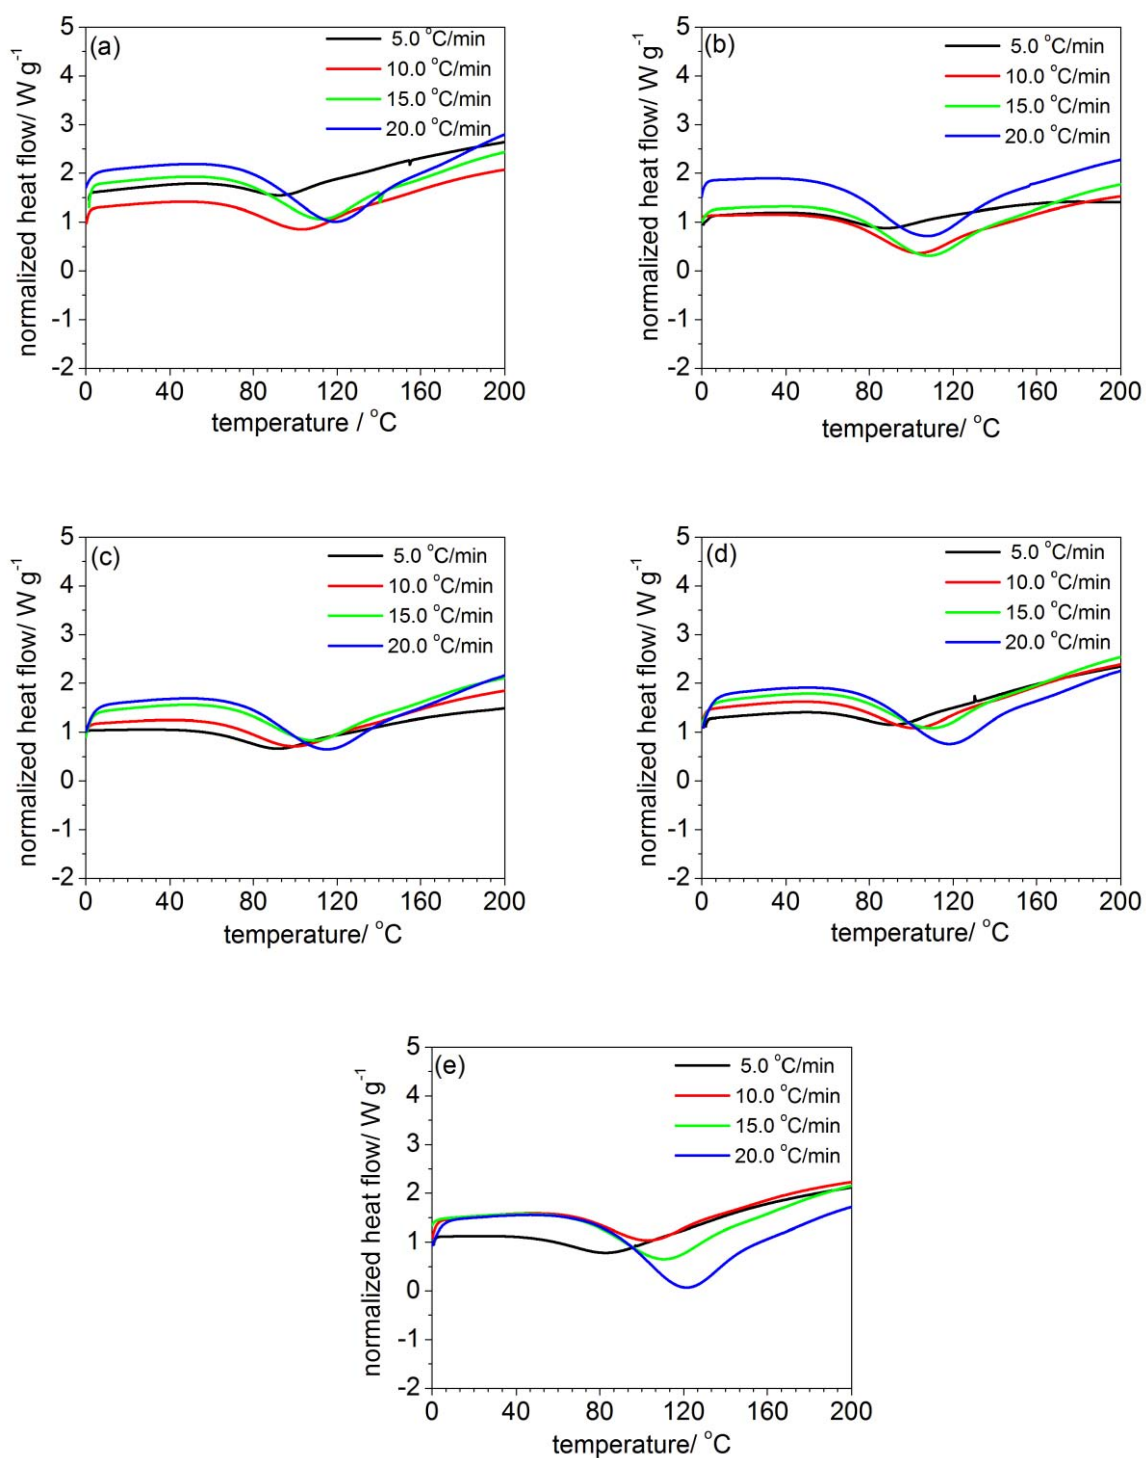 (a)
5.0 °C/min
10.0 °C/min
15.0 °C/min
20.0 °C/min
normalized heat flow/ W g⁻¹
5
4
3
2
1
0
-1
-2
0 40 80 120 160 200
temperature / °C
(b)
5.0 °C/min
10.0 °C/min
15.0 °C/min
20.0 °C/min
normalized heat flow/ W g⁻¹
5
4
3
2
1
0
-1
-2
0 40 80 120 160 200
temperature/ °C
(c)
5.0 °C/min
10.0 °C/min
15.0 °C/min
20.0 °C/min
normalized heat flow/ W g⁻¹
5
4
3
2
1
0
-1
-2
0 40 80 120 160 200
temperature/ °C
(d)
5.0 °C/min
10.0 °C/min
15.0 °C/min
20.0 °C/min
normalized heat flow/ W g⁻¹
5
4
3
2
1
0
-1
-2
0 40 80 120 160 200
temperature/ °C
(e)
5.0 °C/min
10.0 °C/min
15.0 °C/min
20.0 °C/min
normalized heat flow/ W g⁻¹
5
4
3
2
1
0
-1
-2
0 40 80 120 160 200
temperature/ °C